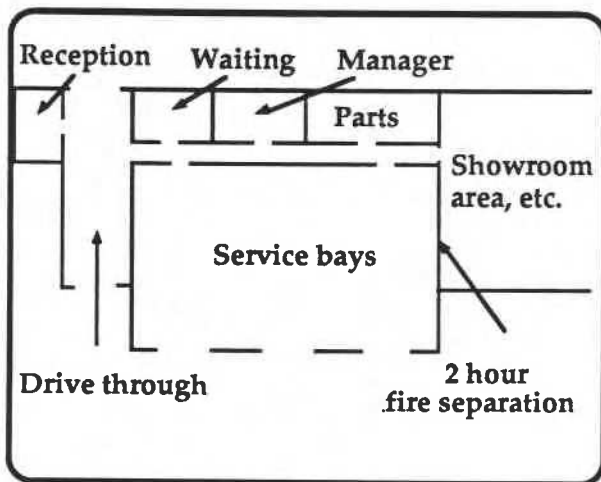 Reception
Waiting
Manager
Parts
Showroom
area, etc.
Service bays
Drive through
2 hour
.fire separation